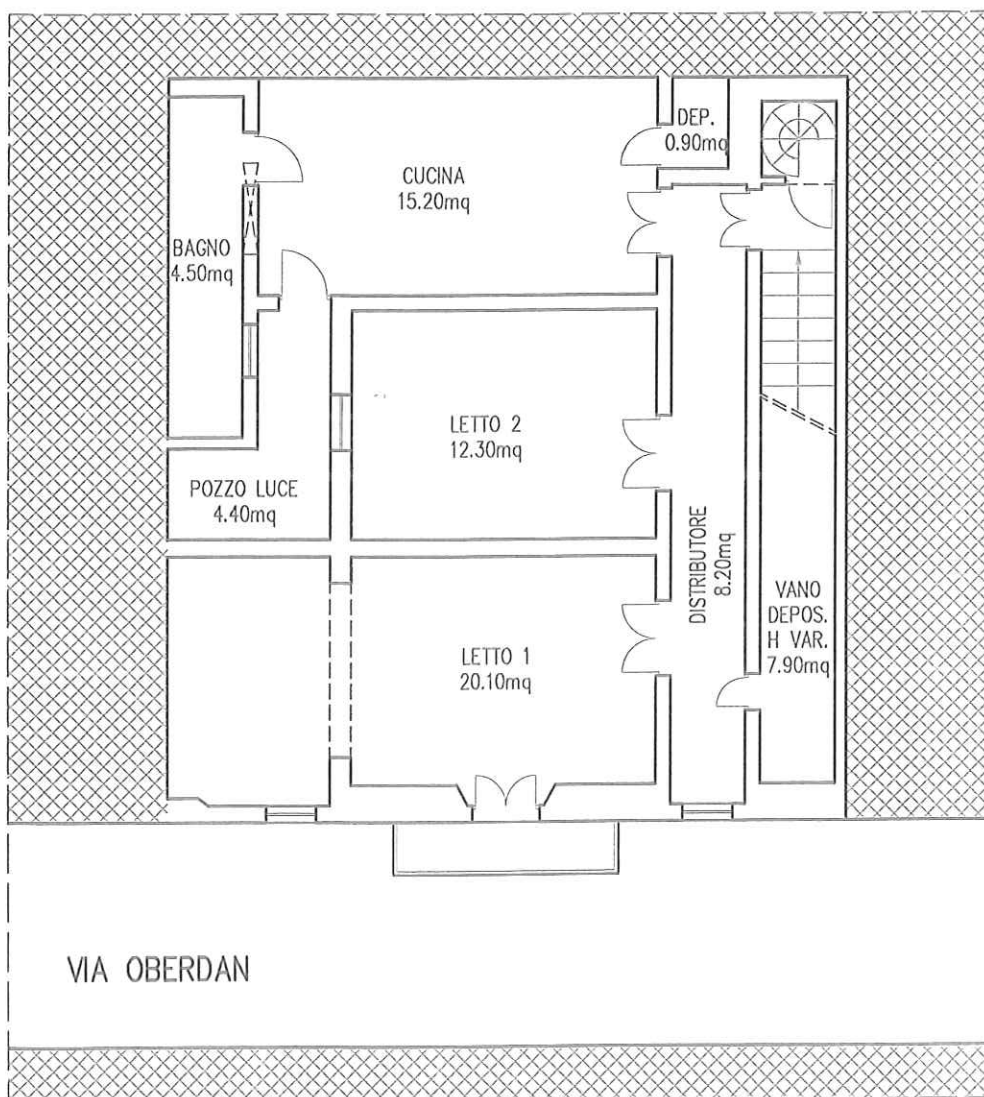 DEP.
0.90mq
CUCINA
15.20mq
BAGNO
4.50mq
LETTO 2
12.30mq
POZZO LUCE
4.40mq
DISTRIBUTORE
8.20mq
VANO
DEPOS.
H VAR.
7.90mq
LETTO 1
20.10mq
VIA OBERDAN